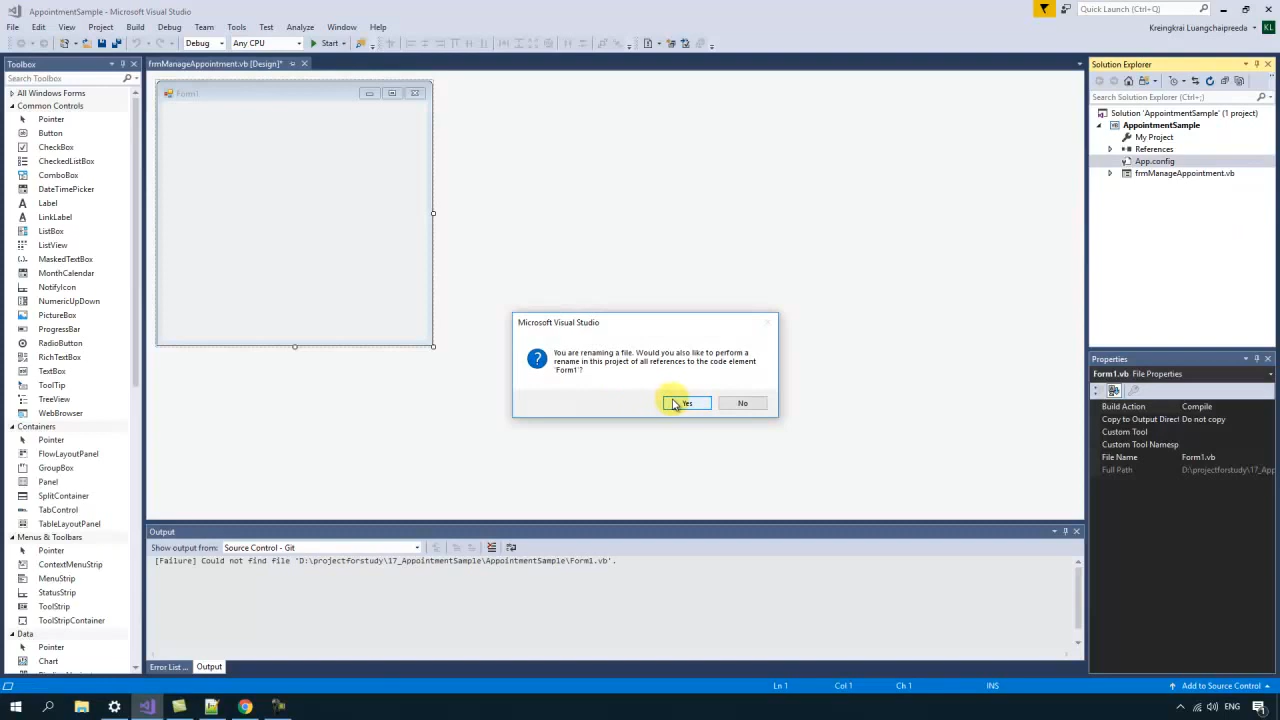 AppointmentSample - Microsoft Visual Studio
Quick Launch (Ctrl+Q)
File Edit View Project Build Debug Team Tools Test Analyze Window Help
Kreingkrai Luangchaipreeda KL
Debug Any CPU Start
Toolbox
Search Toolbox
All Windows Forms
Common Controls
Pointer
Button
CheckBox
CheckedListBox
ComboBox
DateTimePicker
Label
LinkLabel
ListBox
ListView
MaskedTextBox
MonthCalendar
NotifyIcon
NumericUpDown
PictureBox
ProgressBar
RadioButton
RichTextBox
TextBox
ToolTip
TreeView
WebBrowser
Containers
Pointer
FlowLayoutPanel
GroupBox
Panel
SplitContainer
TabControl
TableLayoutPanel
Menus & Toolbars
Pointer
ContextMenuStrip
MenuStrip
StatusStrip
ToolStrip
ToolStripContainer
Data
Pointer
Chart
frmManageAppointment.vb [Design]*
Form1
Microsoft Visual Studio
You are renaming a file. Would you also like to perform a
rename in this project of all references to the code element
'Form1'?
Yes No
Output
Show output from: Source Control - Git
[Failure] Could not find file 'D:\projectforstudy\17_AppointmentSample\AppointmentSample\Form1.vb'.
Error List ... Output
Solution Explorer
Search Solution Explorer (Ctrl+;)
Solution 'AppointmentSample' (1 project)
AppointmentSample
My Project
References
App.config
frmManageAppointment.vb
Properties
Form1.vb File Properties
Build Action Compile
Copy to Output Direct Do not copy
Custom Tool
Custom Tool Namesp
File Name Form1.vb
Full Path D:\projectforstudy\17_App
Ln 1 Col 1 Ch 1 INS Add to Source Control
ENG